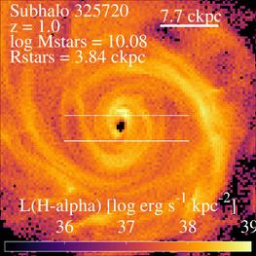 Subhalo 325720
7.7 ckpc
z = 1.0
log Mstars = 10.08
Rstars = 3.84 ckpc
L(H-alpha) [log erg s⁻¹ kpc⁻²]
36 37 38 39